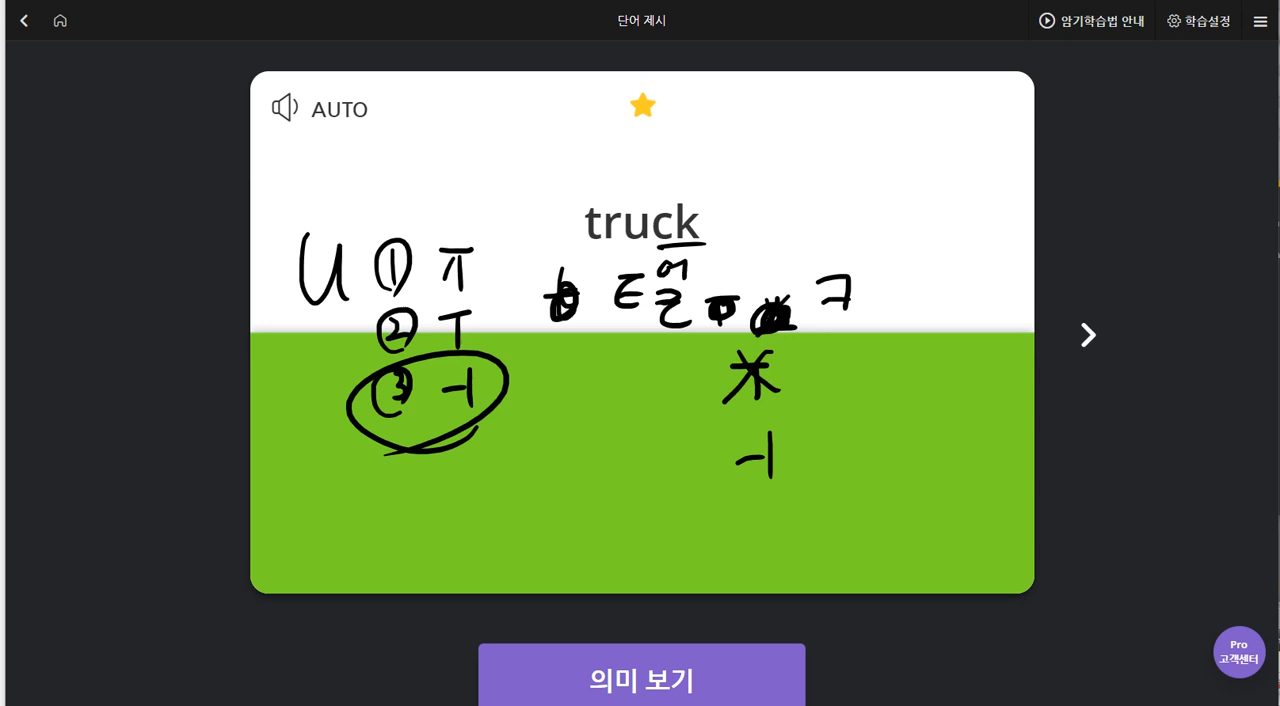 단어 제시
암기학습법 안내
학습설정
AUTO
truck
U ① ㅠ
② ㅜ
③ ㅓ
ㅌ ㄹ ㅋ
ㅓ
의미 보기
Pro
고객센터